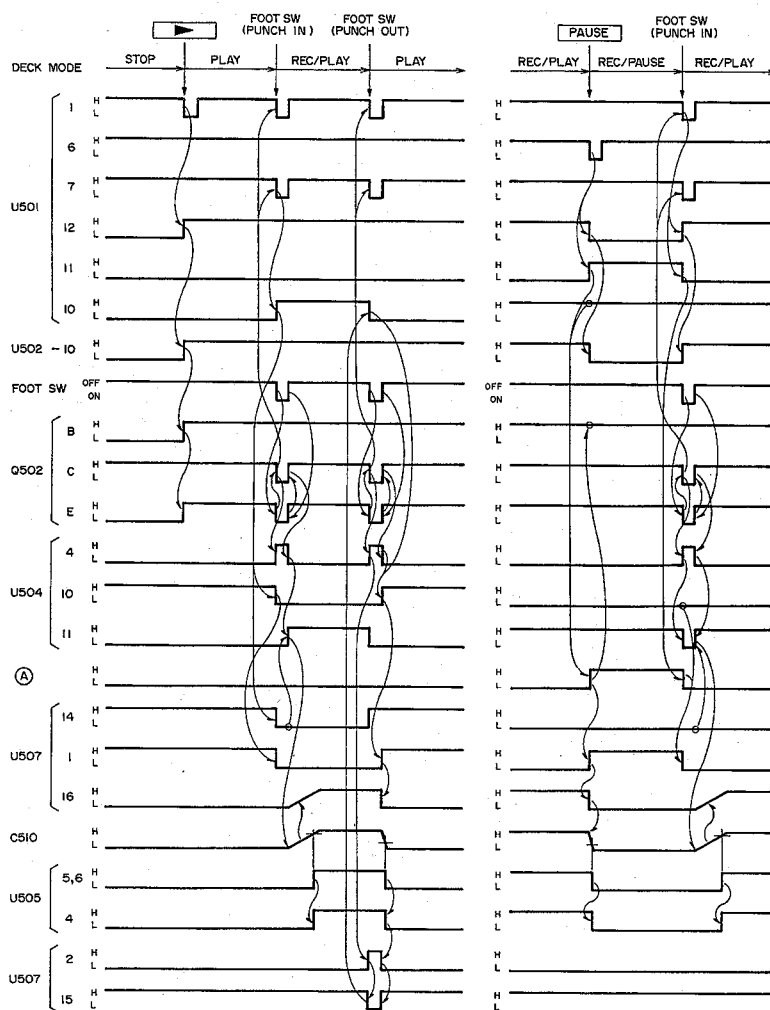 FOOT SW FOOT SW FOOT SW
▶ (PUNCH IN) (PUNCH OUT) PAUSE (PUNCH IN)
DECK MODE STOP PLAY REC/PLAY PLAY REC/PLAY REC/PAUSE REC/PLAY
1 H L H L
6 H L H L
7 H L H L
U501
12 H L H L
11 H L H L
10 H L H L
U502 ~10 H L H L
FOOT SW OFF ON OFF ON
B H L H L
Q502 C H L H L
E H L H L
4 H L H L
U504 10 H L H L
11 H L H L
Ⓐ H L H L
14 H L H L
U507 1 H L H L
16 H L H L
C510 H L H L
5,6 H L H L
U505
4 H L H L
2 H L H L
U507
15 H L H L